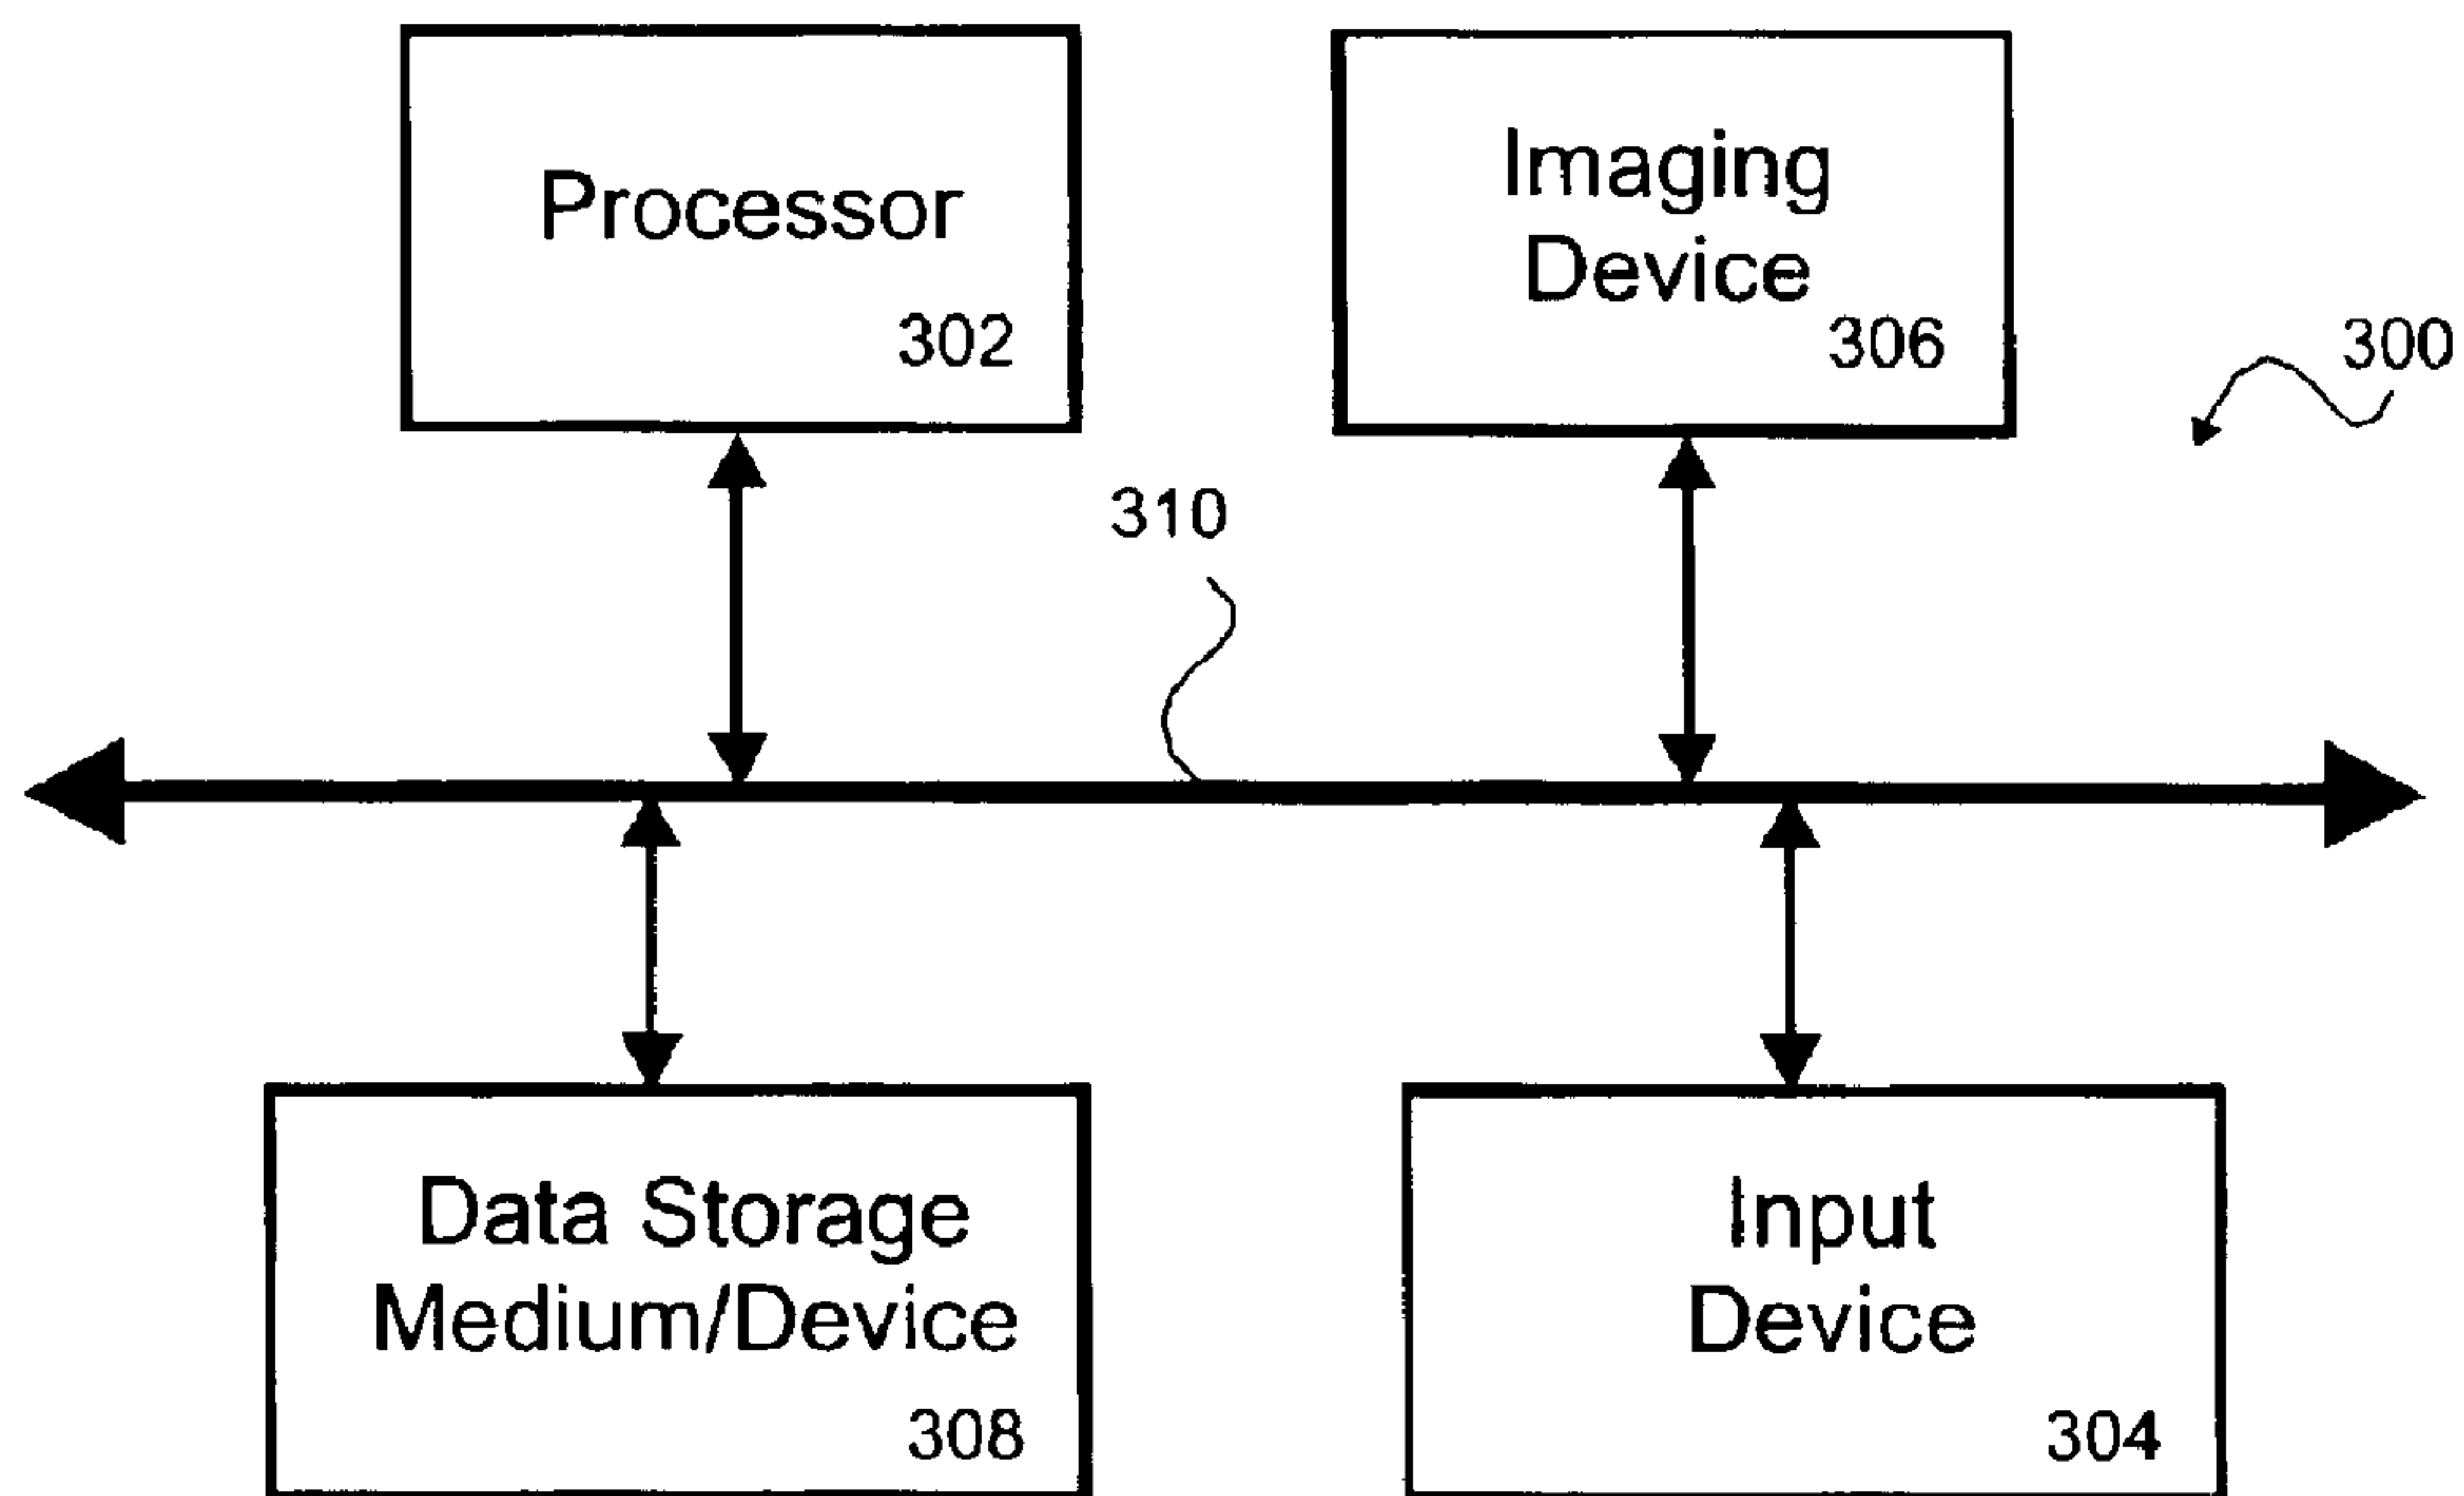 Processor
302
Imaging
Device
306
300
310
Data Storage
Medium/Device
308
Input
Device
304